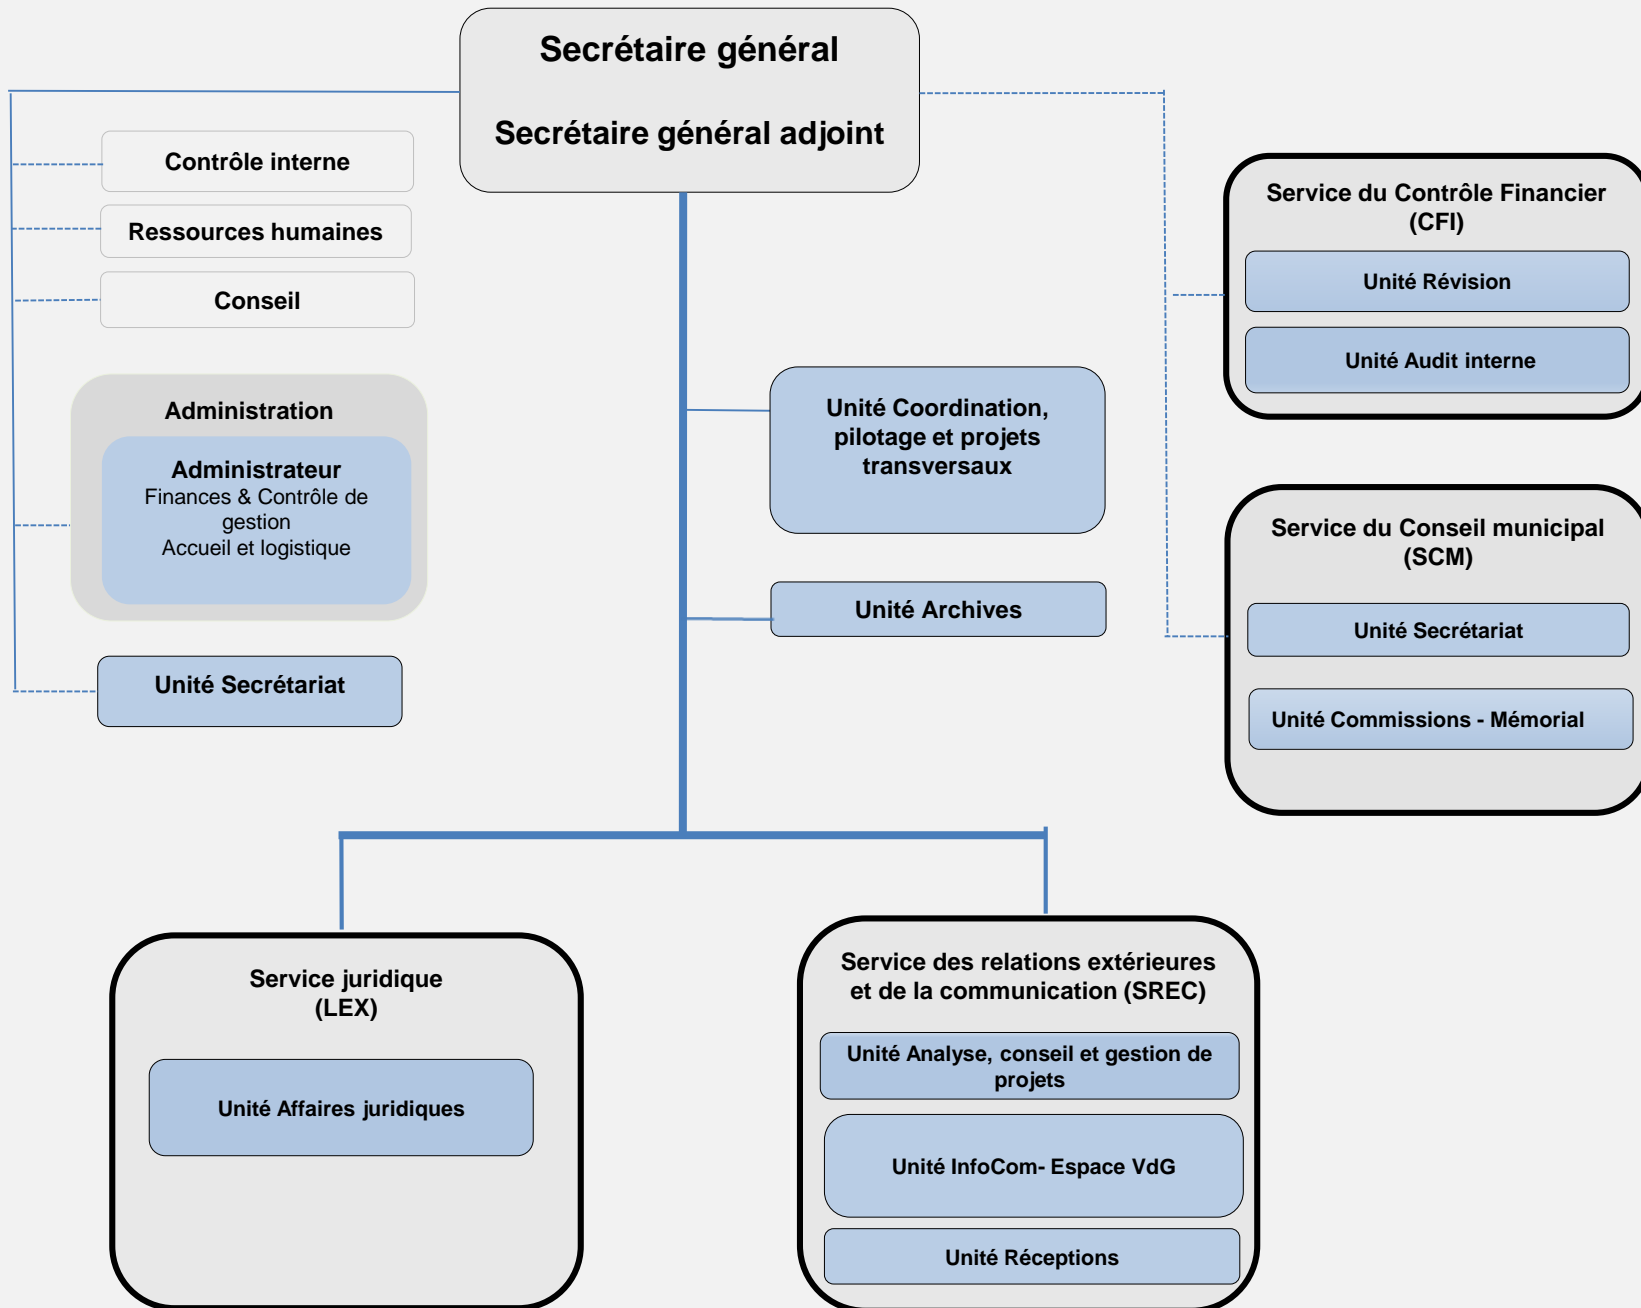 Secrétaire général
Secrétaire général adjoint
Contrôle interne
Ressources humaines
Conseil
Administration
Administrateur
Finances & Contrôle de
gestion
Accueil et logistique
Unité Secrétariat
Unité Coordination,
pilotage et projets
transversaux
Unité Archives
Service du Contrôle Financier
(CFI)
Unité Révision
Unité Audit interne
Service du Conseil municipal
(SCM)
Unité Secrétariat
Unité Commissions - Mémorial
Service juridique
(LEX)
Unité Affaires juridiques
Service des relations extérieures
et de la communication (SREC)
Unité Analyse, conseil et gestion de
projets
Unité InfoCom- Espace VdG
Unité Réceptions